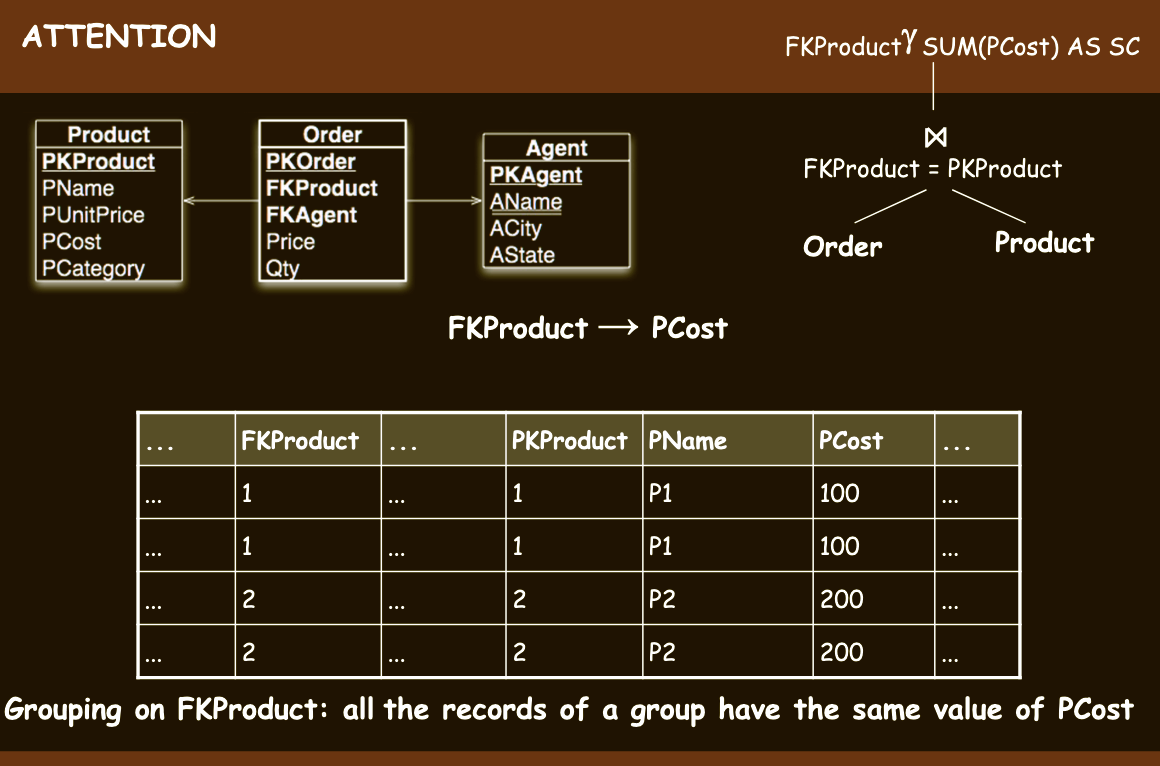 ATTENTION
FKProduct γ SUM(PCost) AS SC
⋈
FKProduct = PKProduct
Order
Product
Product
PKProduct
PName
PUnitPrice
PCost
PCategory
Order
PKOrder
FKProduct
FKAgent
Price
Qty
Agent
PKAgent
AName
ACity
AState
FKProduct → PCost
... FKProduct ... PKProduct PName PCost ...
... 1 ... 1 P1 100 ...
... 1 ... 1 P1 100 ...
... 2 ... 2 P2 200 ...
... 2 ... 2 P2 200 ...
Grouping on FKProduct: all the records of a group have the same value of PCost